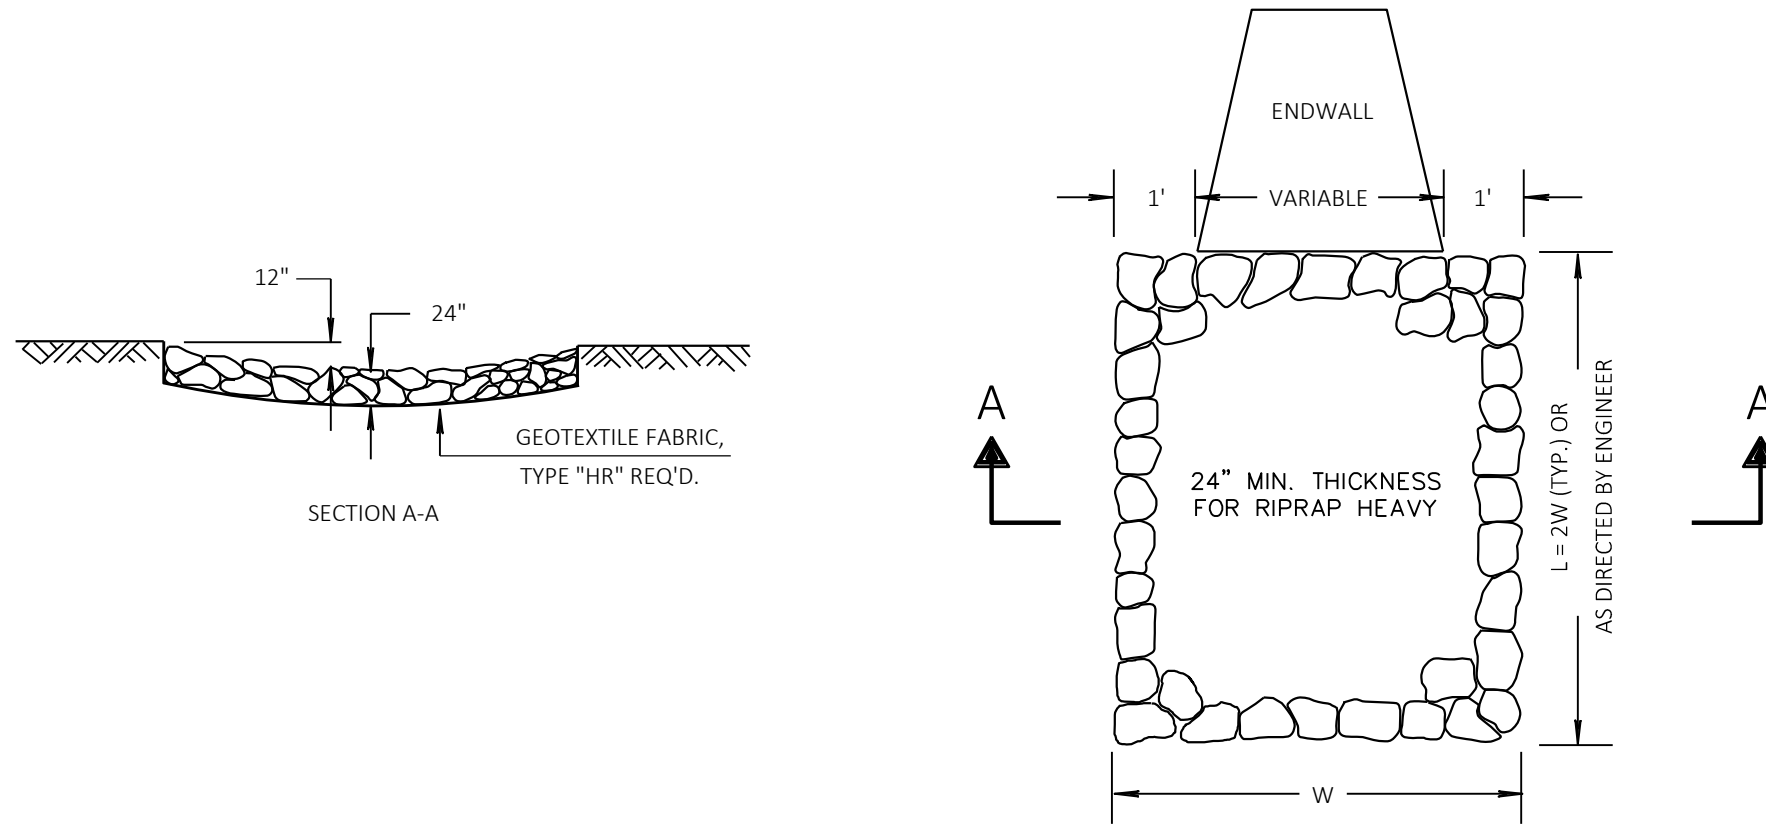 12"
24"
GEOTEXTILE FABRIC,
TYPE "HR" REQ'D.
SECTION A-A
ENDWALL
1'
VARIABLE
1'
A
A
24” MIN. THICKNESS
FOR RIPRAP HEAVY
L = 2W (TYP.) OR
AS DIRECTED BY ENGINEER
W